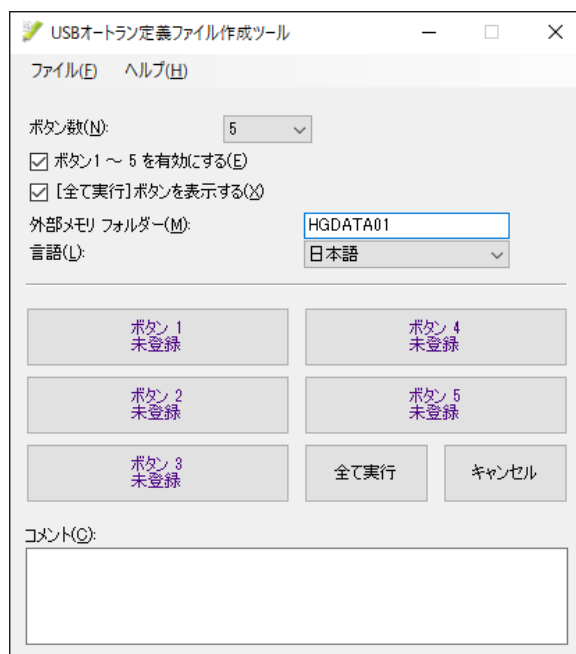 USBオートラン定義ファイル作成ツール
ファイル(F) ヘルプ(H)
ボタン数(N): 5
ボタン1 ~ 5 を有効にする(E)
[全て実行]ボタンを表示する(X)
外部メモリ フォルダー(M): HGDATA01
言語(L): 日本語
ボタン 1
未登録
ボタン 4
未登録
ボタン 2
未登録
ボタン 5
未登録
ボタン 3
未登録
全て実行
キャンセル
コメント(C):